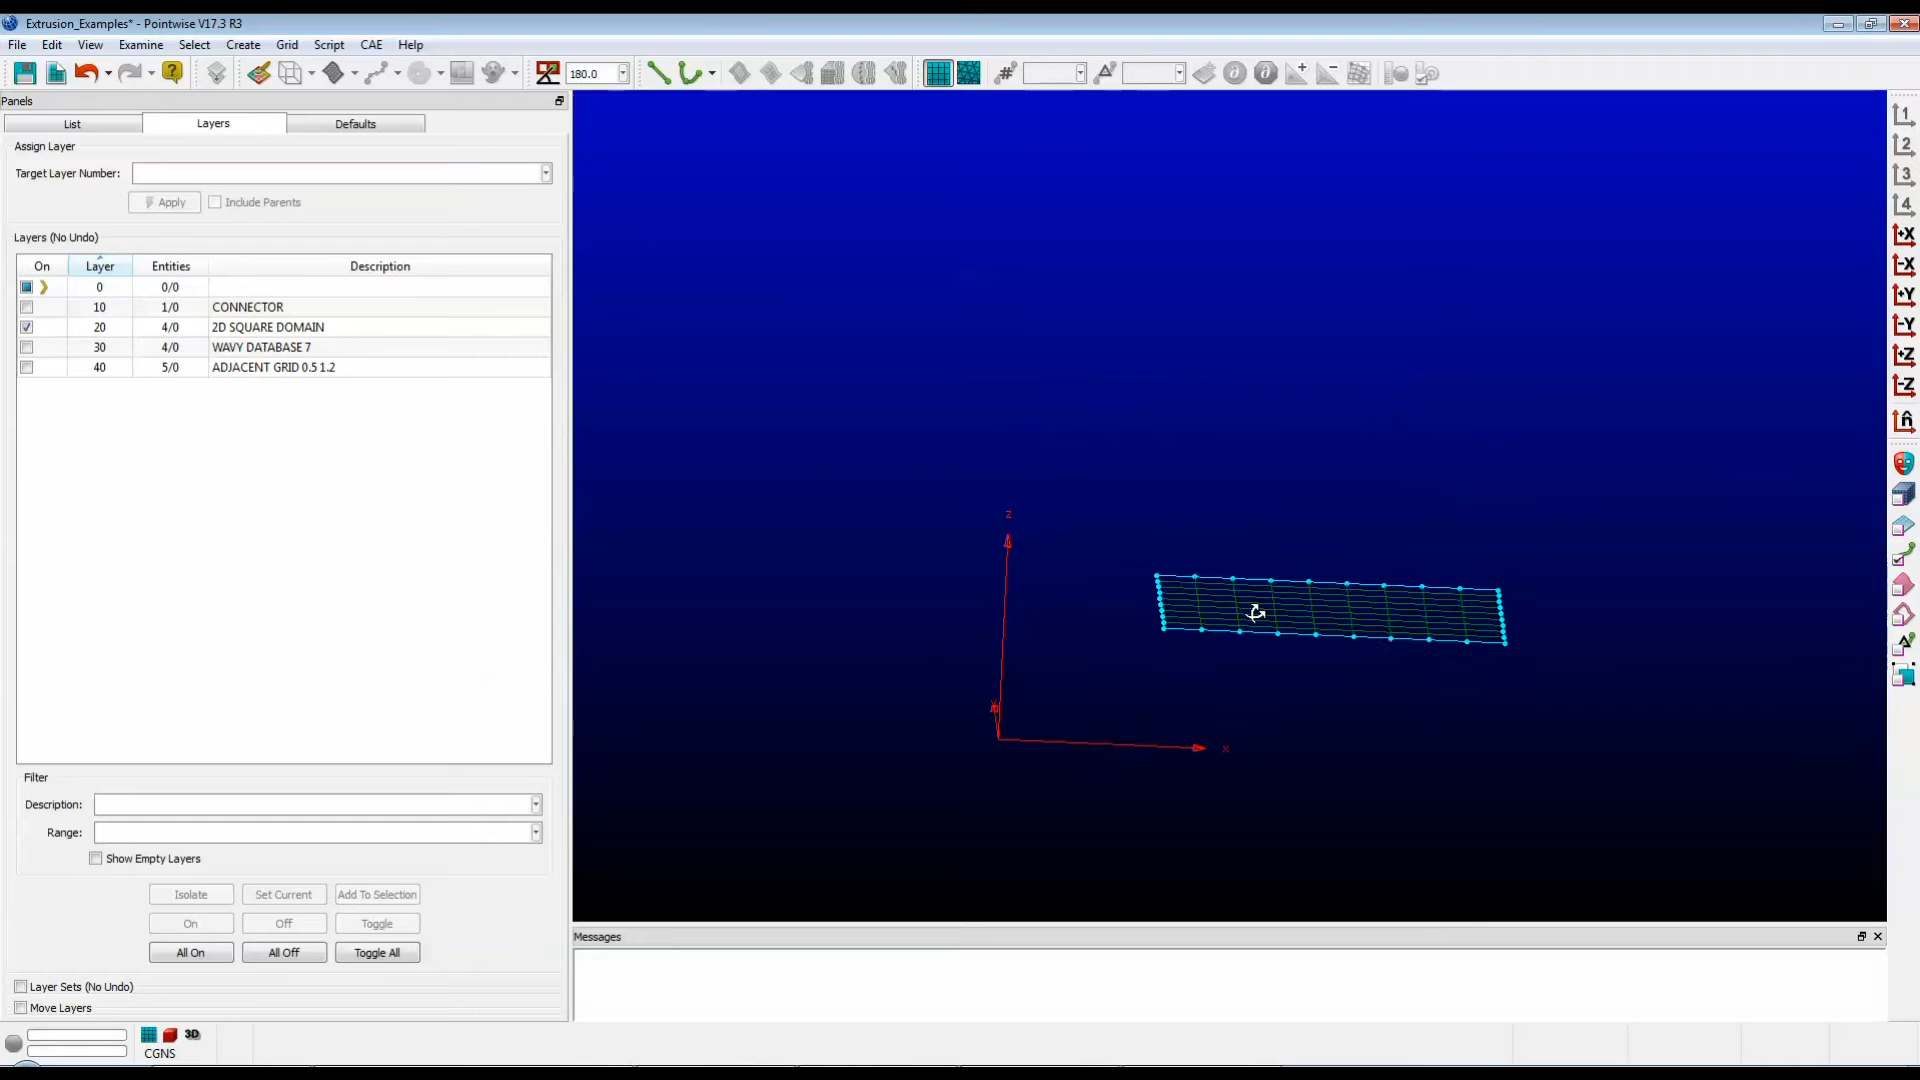 Extrusion_Examples* - Pointwise V17.3 R3
File Edit View Examine Select Create Grid Script CAE Help
180.0
Panels
List Layers Defaults
Assign Layer
Target Layer Number:
Apply Include Parents
Layers (No Undo)
On Layer Entities Description
0 0/0
10 1/0 CONNECTOR
20 4/0 2D SQUARE DOMAIN
30 4/0 WAVY DATABASE 7
40 5/0 ADJACENT GRID 0.5 1.2
Filter
Description:
Range:
Show Empty Layers
Isolate Set Current Add To Selection
On Off Toggle
All On All Off Toggle All
Layer Sets (No Undo)
Move Layers
3D
CGNS
z
x
Messages
1
2
3
4
+X
-X
+Y
-Y
+Z
-Z
n̂